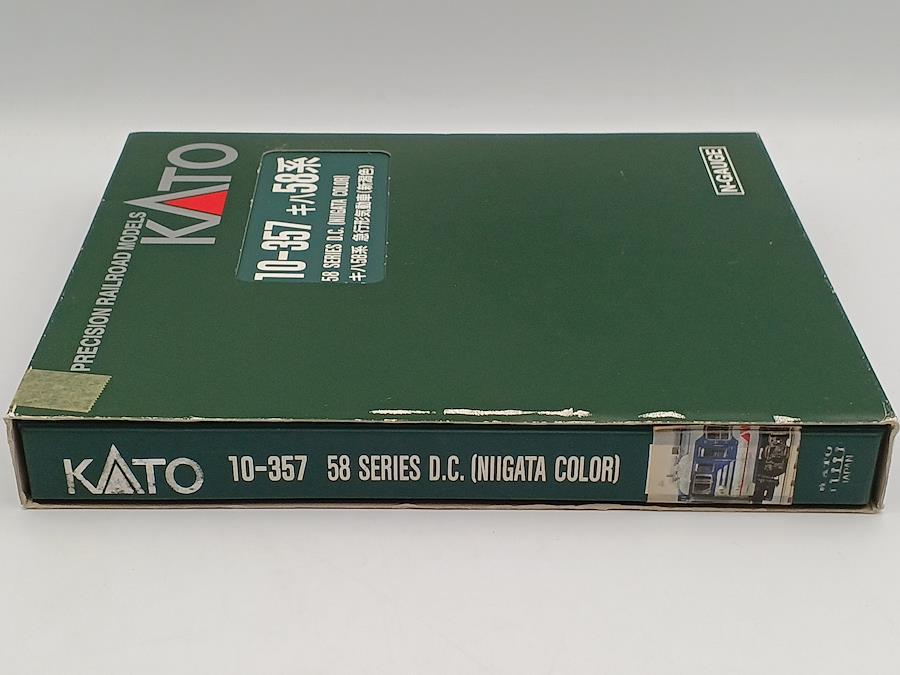 PRECISION RAILROAD MODELS
KATO
10-357 キハ58系
58 SERIES D.C. (NIIGATA COLOR)
キハ58系 急行形気動車(新潟色)
N-GAUGE
KATO 10-357 58 SERIES D.C. (NIIGATA COLOR)
KATO
JAPAN